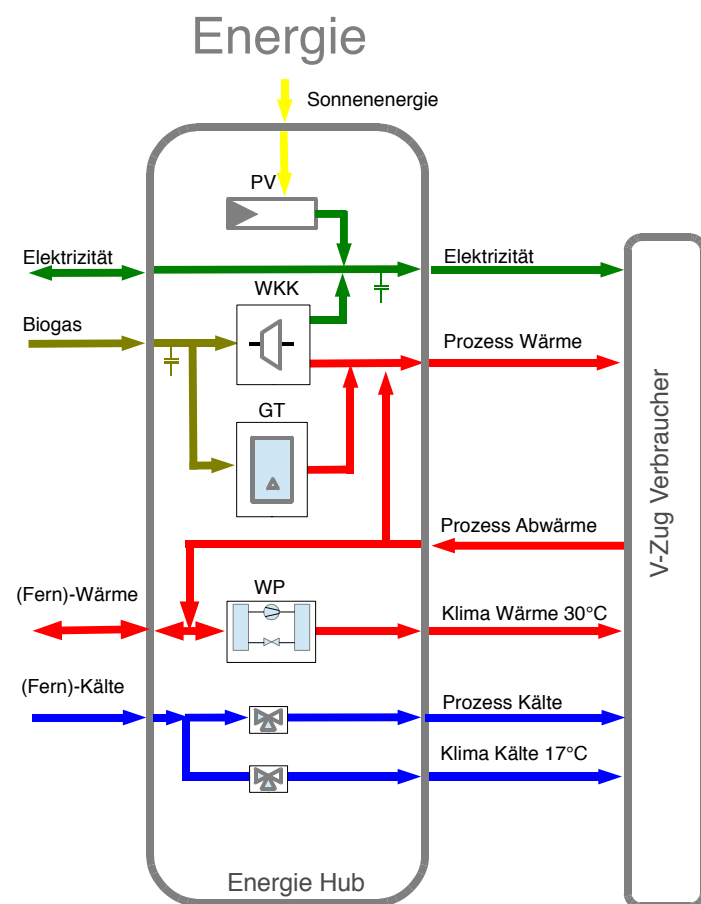 Energie
Sonnenenergie
PV
Elektrizität
Elektrizität
WKK
Biogas
Prozess Wärme
GT
V-Zug Verbraucher
Prozess Abwärme
WP
(Fern)-Wärme
Klima Wärme 30°C
(Fern)-Kälte
Prozess Kälte
Klima Kälte 17°C
Energie Hub